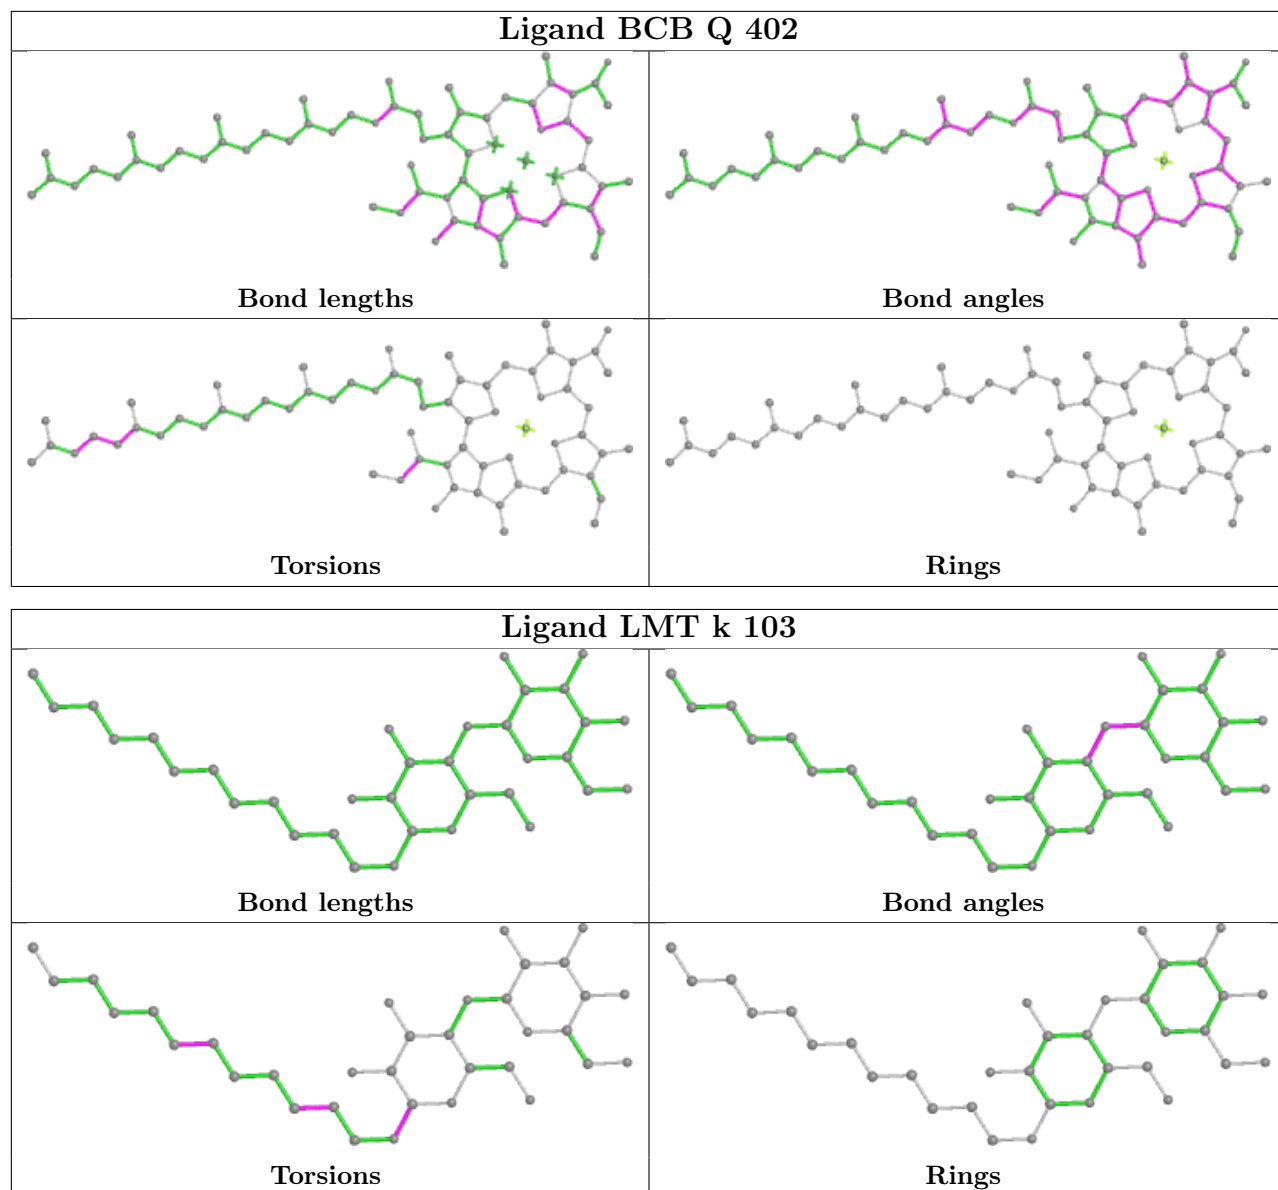 Ligand BCB Q 402
Bond lengths
Bond angles
Torsions
Rings
Ligand LMT k 103
Bond lengths
Bond angles
Torsions
Rings